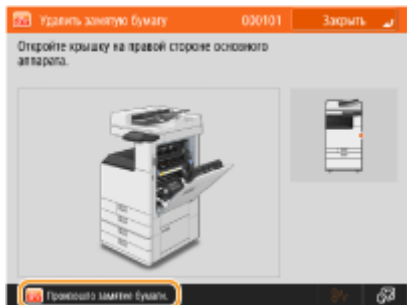 Удалить замятую бумагу
000101
Закрыть
Откройте крышку на правой стороне основного
аппарата.
Произошло замятие бумаги.